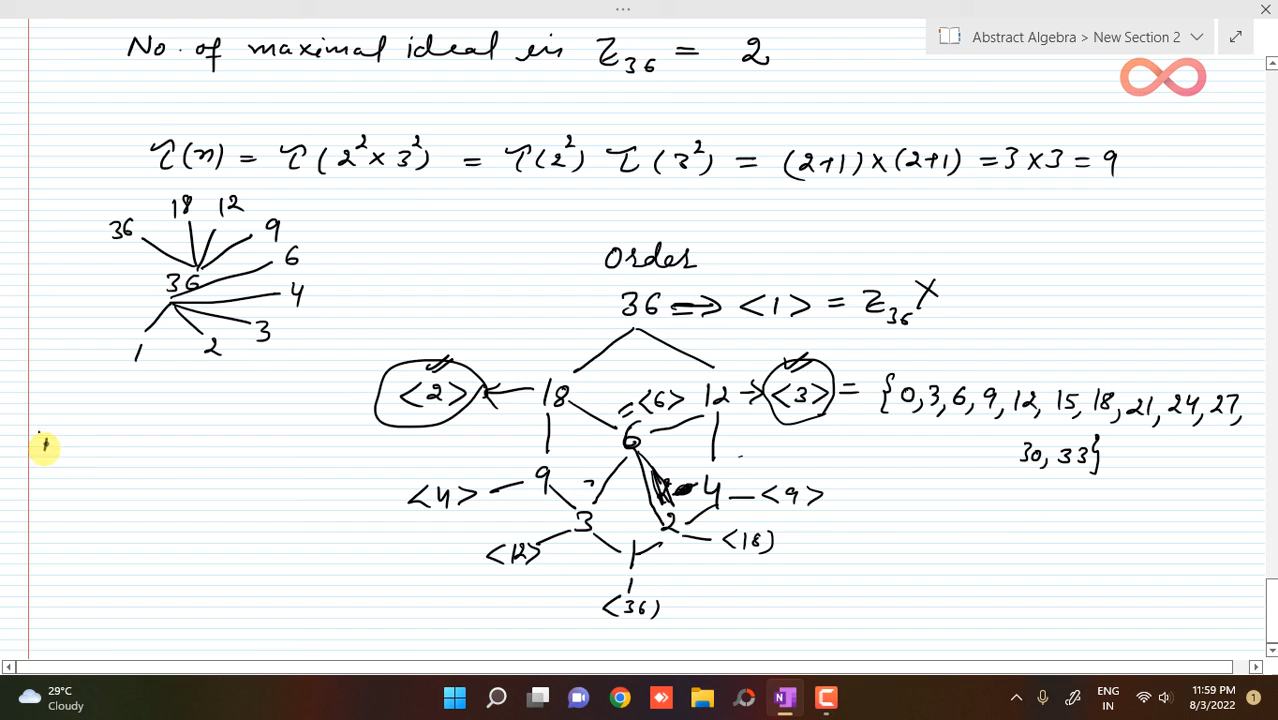 Abstract Algebra > New Section 2
No. of maximal ideal in Z₃₆ = 2
τ(n) = τ(2² × 3²) = τ(2²) τ(3²) = (2+1)×(2+1) = 3×3 = 9
36 18 12 9
6
36
4
3
1 2
Order
36 ⟹ <1> = Z₃₆ X
<2> ← 18 12 → <3> = {0,3,6,9,12,15,18,21,24,27,
30,33}
6 = <6>
<4> – 9 4 – <9>
<12> 3 2 – <18>
1
<36>
29°C
Cloudy
ENG
IN
11:59 PM
8/3/2022
1